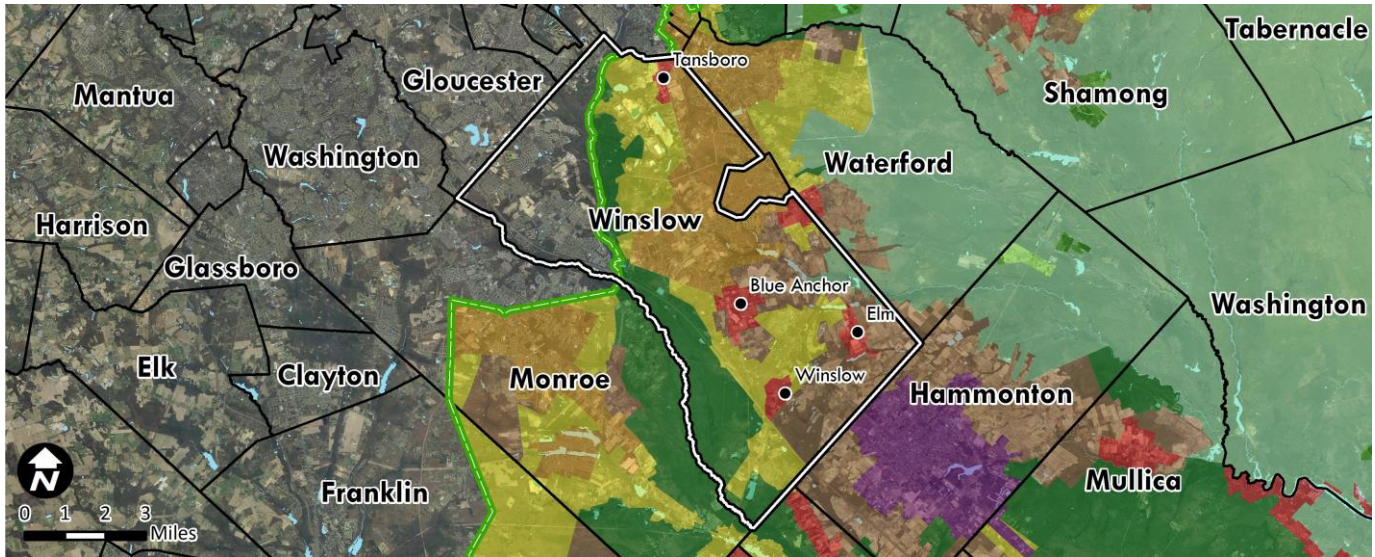 Tabernacle
Tansboro
Gloucester
Mantua
Shamong
Washington
Waterford
Harrison
Winslow
Glassboro
Blue Anchor
Washington
Elm
Elk
Clayton
Monroe
Winslow
Hammonton
N
Franklin
Mullica
0 1 2 3
Miles